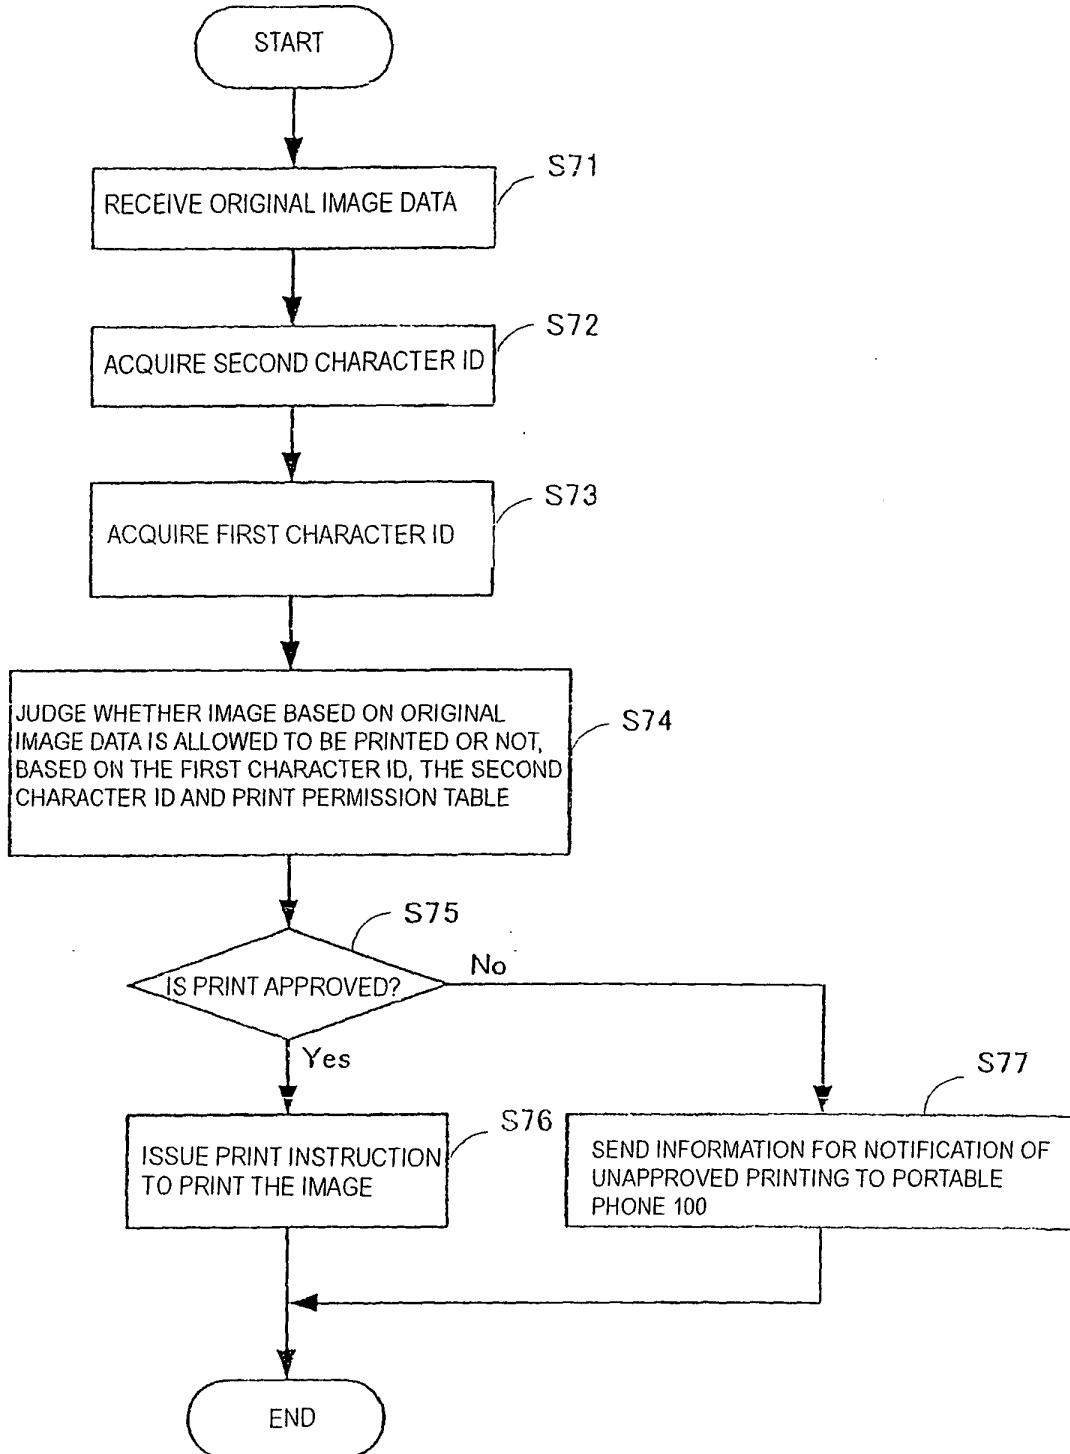 START
S71
RECEIVE ORIGINAL IMAGE DATA
S72
ACQUIRE SECOND CHARACTER ID
S73
ACQUIRE FIRST CHARACTER ID
S74
JUDGE WHETHER IMAGE BASED ON ORIGINAL
IMAGE DATA IS ALLOWED TO BE PRINTED OR NOT,
BASED ON THE FIRST CHARACTER ID, THE SECOND
CHARACTER ID AND PRINT PERMISSION TABLE
S75
IS PRINT APPROVED?
No
Yes
S76
ISSUE PRINT INSTRUCTION
TO PRINT THE IMAGE
S77
SEND INFORMATION FOR NOTIFICATION OF
UNAPPROVED PRINTING TO PORTABLE
PHONE 100
END